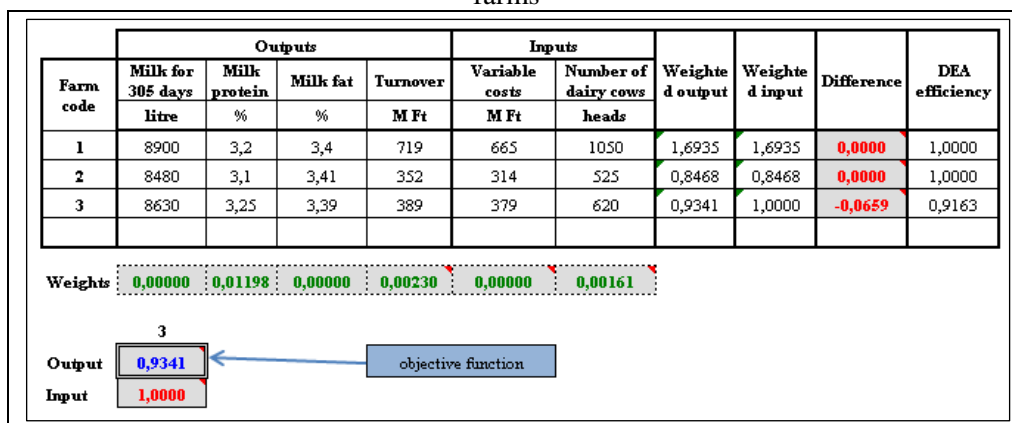 Farms
Outputs Inputs
Farm code Milk for 305 days Milk protein Milk fat Turnover Variable costs Number of dairy cows Weighte d output Weighte d input Difference DEA efficiency
litre % % M Ft M Ft heads
1 8900 3,2 3,4 719 665 1050 1,6935 1,6935 0,0000 1,0000
2 8480 3,1 3,41 352 314 525 0,8468 0,8468 0,0000 1,0000
3 8630 3,25 3,39 389 379 620 0,9341 1,0000 -0,0659 0,9163
Weights 0,00000 0,01198 0,00000 0,00230 0,00000 0,00161
3
Output 0,9341 objective function
Input 1,0000